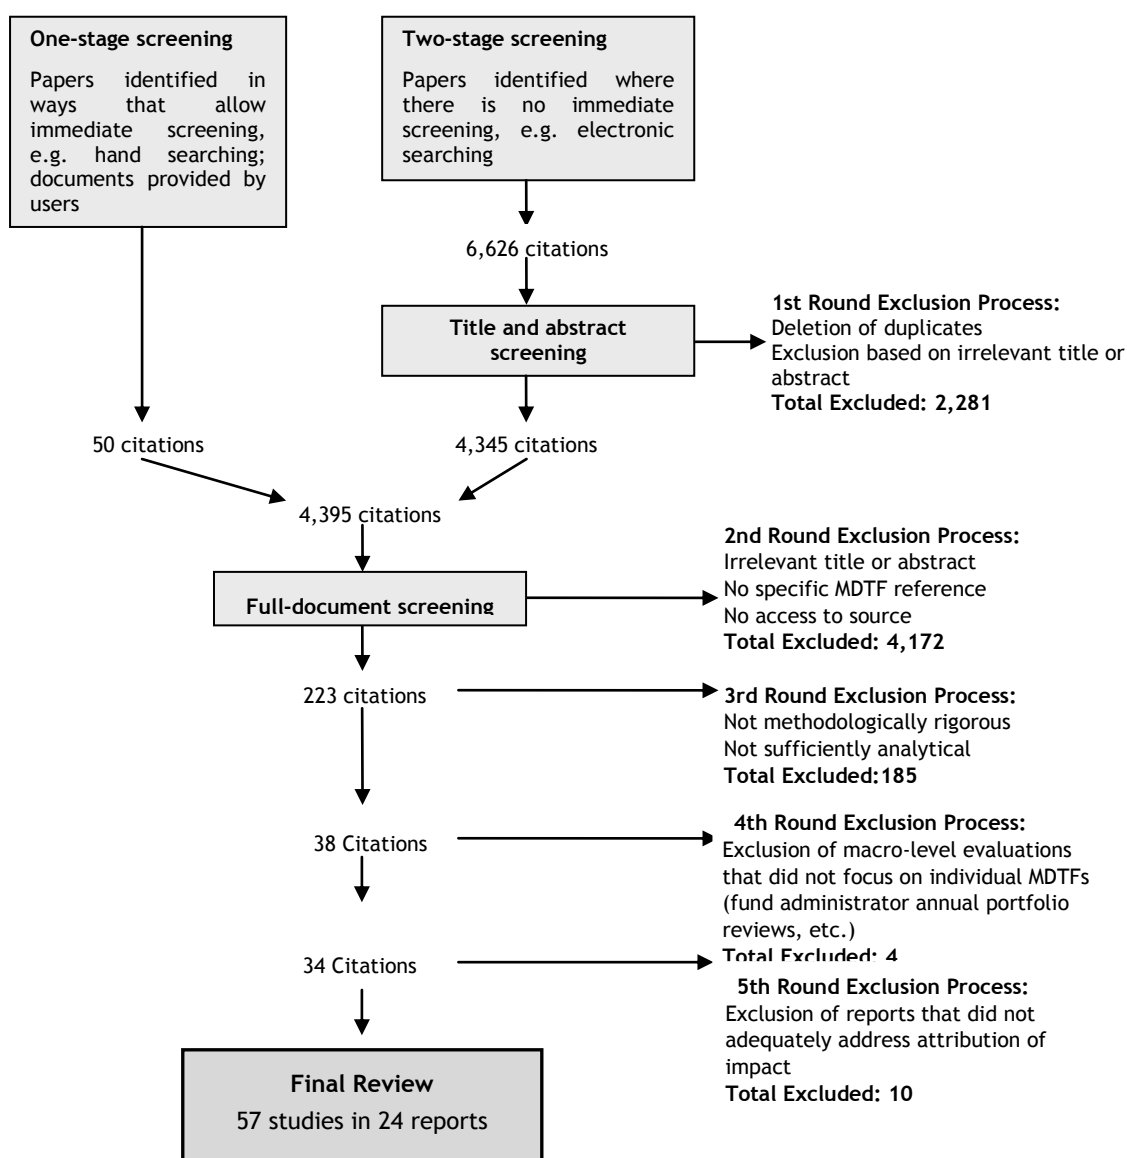 One-stage screening
Papers identified in
ways that allow
immediate screening,
e.g. hand searching;
documents provided by
users
Two-stage screening
Papers identified where
there is no immediate
screening, e.g. electronic
searching
6,626 citations
Title and abstract
screening
1st Round Exclusion Process:
Deletion of duplicates
Exclusion based on irrelevant title or
abstract
Total Excluded: 2,281
50 citations
4,345 citations
4,395 citations
Full-document screening
2nd Round Exclusion Process:
Irrelevant title or abstract
No specific MDTF reference
No access to source
Total Excluded: 4,172
223 citations
3rd Round Exclusion Process:
Not methodologically rigorous
Not sufficiently analytical
Total Excluded:185
38 Citations
4th Round Exclusion Process:
Exclusion of macro-level evaluations
that did not focus on individual MDTFs
(fund administrator annual portfolio
reviews, etc.)
Total Excluded: 4
34 Citations
5th Round Exclusion Process:
Exclusion of reports that did not
adequately address attribution of
impact
Total Excluded: 10
Final Review
57 studies in 24 reports